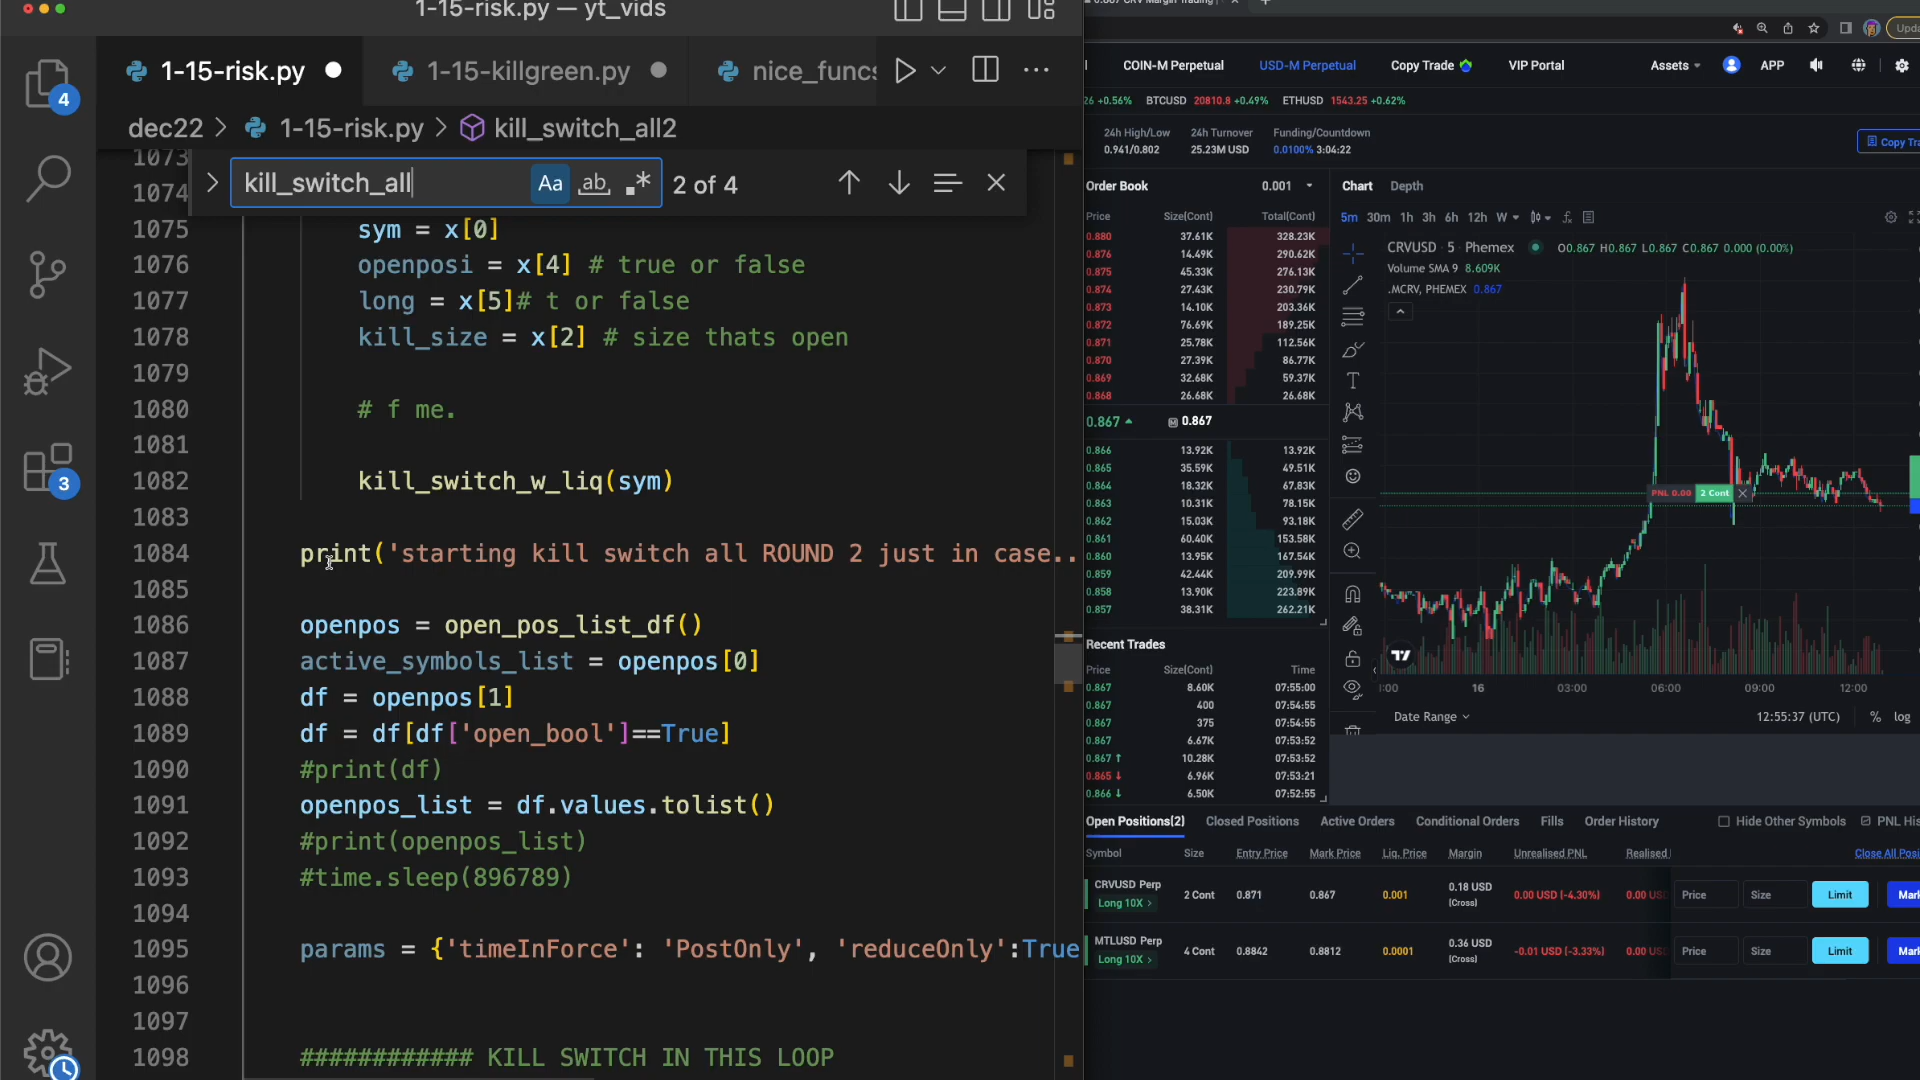 1-15-risk.py — yt_vids
1-15-risk.py
1-15-killgreen.py
nice_funcs
dec22 > 1-15-risk.py > kill_switch_all2
kill_switch_all
Aa ab .* 2 of 4
4
3
1073
1074
1075 sym = x[0]
1076 openposi = x[4] # true or false
1077 long = x[5]# t or false
1078 kill_size = x[2] # size thats open
1079
1080 # f me.
1081
1082 kill_switch_w_liq(sym)
1083
1084 print('starting kill switch all ROUND 2 just in case..
1085
1086 openpos = open_pos_list_df()
1087 active_symbols_list = openpos[0]
1088 df = openpos[1]
1089 df = df[df['open_bool']==True]
1090 #print(df)
1091 openpos_list = df.values.tolist()
1092 #print(openpos_list)
1093 #time.sleep(896789)
1094
1095 params = {'timeInForce': 'PostOnly', 'reduceOnly':True
1096
1097
1098 ############ KILL SWITCH IN THIS LOOP
COIN-M Perpetual USD-M Perpetual Copy Trade VIP Portal Assets APP
26 +0.56% BTCUSD 20810.8 +0.49% ETHUSD 1543.25 +0.62%
24h High/Low 24h Turnover Funding/Countdown
0.941/0.802 25.23M USD 0.0100% 3:04:22
Copy Tra
Order Book 0.001
Price Size(Cont) Total(Cont)
0.880 37.61K 328.23K
0.876 14.49K 290.62K
0.875 45.33K 276.13K
0.874 27.43K 230.79K
0.873 14.10K 203.36K
0.872 76.69K 189.25K
0.871 25.78K 112.56K
0.870 27.39K 86.77K
0.869 32.68K 59.37K
0.868 26.68K 26.68K
0.867 0.867
0.866 13.92K 13.92K
0.865 35.59K 49.51K
0.864 18.32K 67.83K
0.863 10.31K 78.15K
0.862 15.03K 93.18K
0.861 60.40K 153.58K
0.860 13.95K 167.54K
0.859 42.44K 209.99K
0.858 13.90K 223.89K
0.857 38.31K 262.21K
Recent Trades
Price Size(Cont) Time
0.867 8.60K 07:55:00
0.867 400 07:54:55
0.867 375 07:54:55
0.867 6.67K 07:53:52
0.867 ↑ 10.28K 07:53:52
0.865 ↓ 6.96K 07:53:21
0.866 ↓ 6.50K 07:52:55
Chart Depth
5m 30m 1h 3h 6h 12h W
CRVUSD · 5 · Phemex O0.867 H0.867 L0.867 C0.867 0.000 (0.00%)
Volume SMA 9 8.609K
.MCRV, PHEMEX 0.867
PNL 0.00 2 Cont
16 03:00 06:00 09:00 12:00
Date Range 12:55:37 (UTC) % log
Open Positions(2) Closed Positions Active Orders Conditional Orders Fills Order History Hide Other Symbols PNL His
Symbol Size Entry Price Mark Price Liq. Price Margin Unrealised PNL Realised Close All Posi
CRVUSD Perp
Long 10X >
2 Cont 0.871 0.867 0.001 0.18 USD
(Cross)
0.00 USD (-4.30%) 0.00 US Price Size Limit Mar
MTLUSD Perp
Long 10X >
4 Cont 0.8842 0.8812 0.0001 0.36 USD
(Cross)
-0.01 USD (-3.33%) 0.00 US Price Size Limit Mar